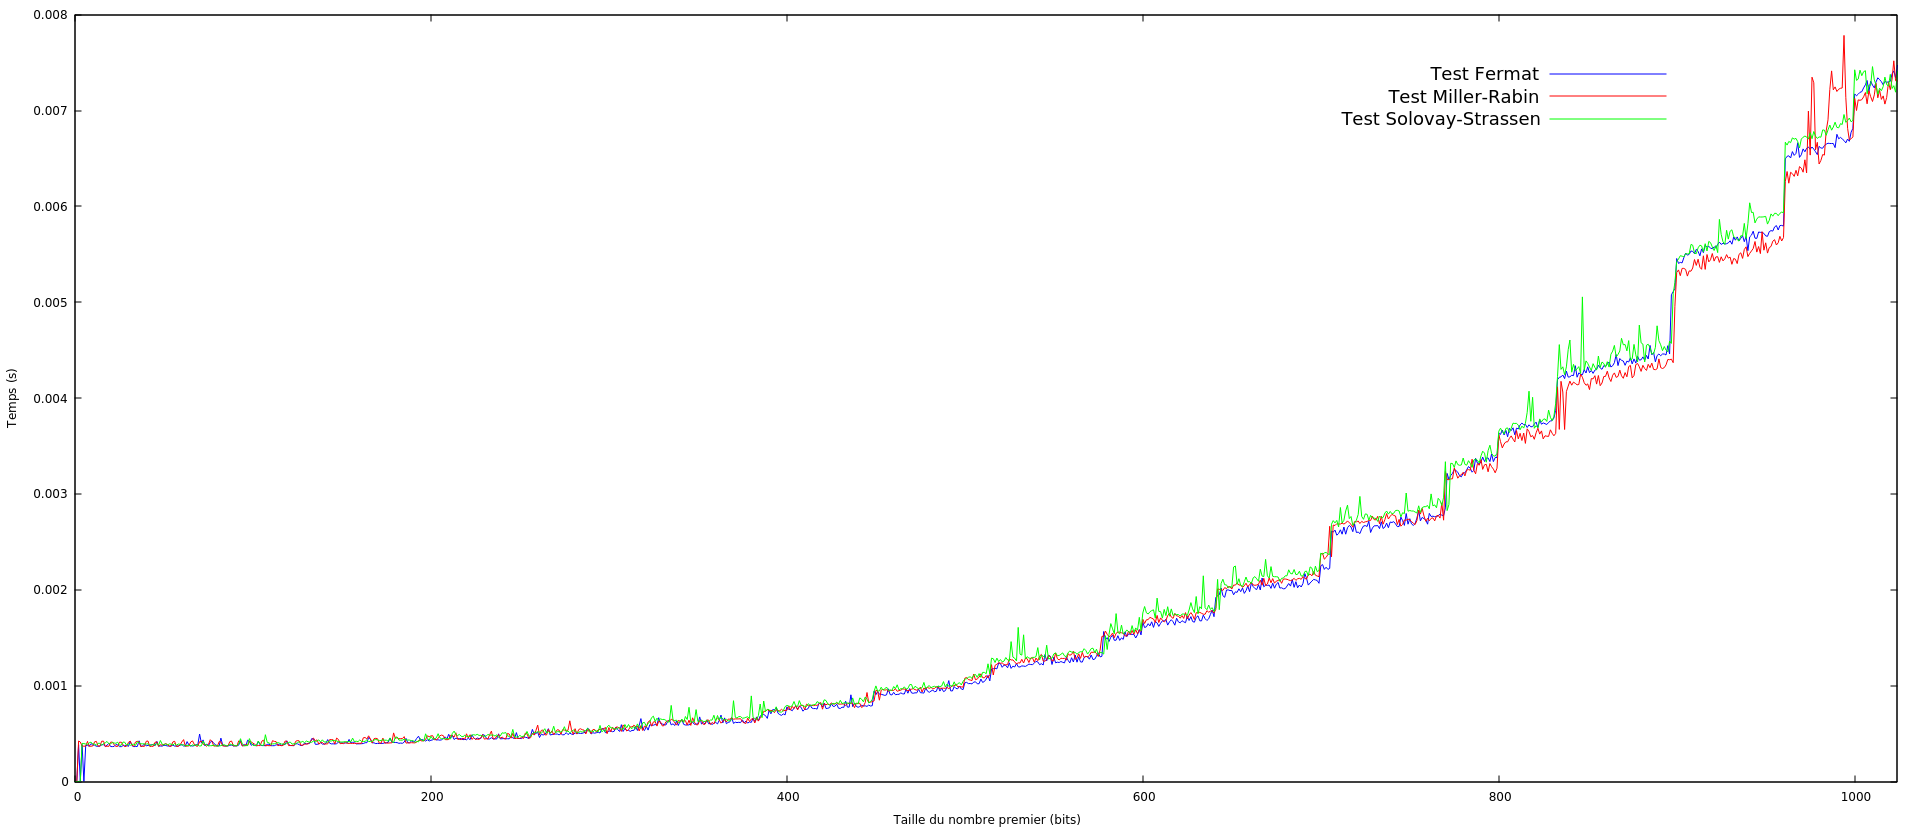 0.008
0.007
0.006
0.005
0.004
0.003
0.002
0.001
0
Temps (s)
Test Fermat
Test Miller-Rabin
Test Solovay-Strassen
0 200 400 600 800 1000
Taille du nombre premier (bits)